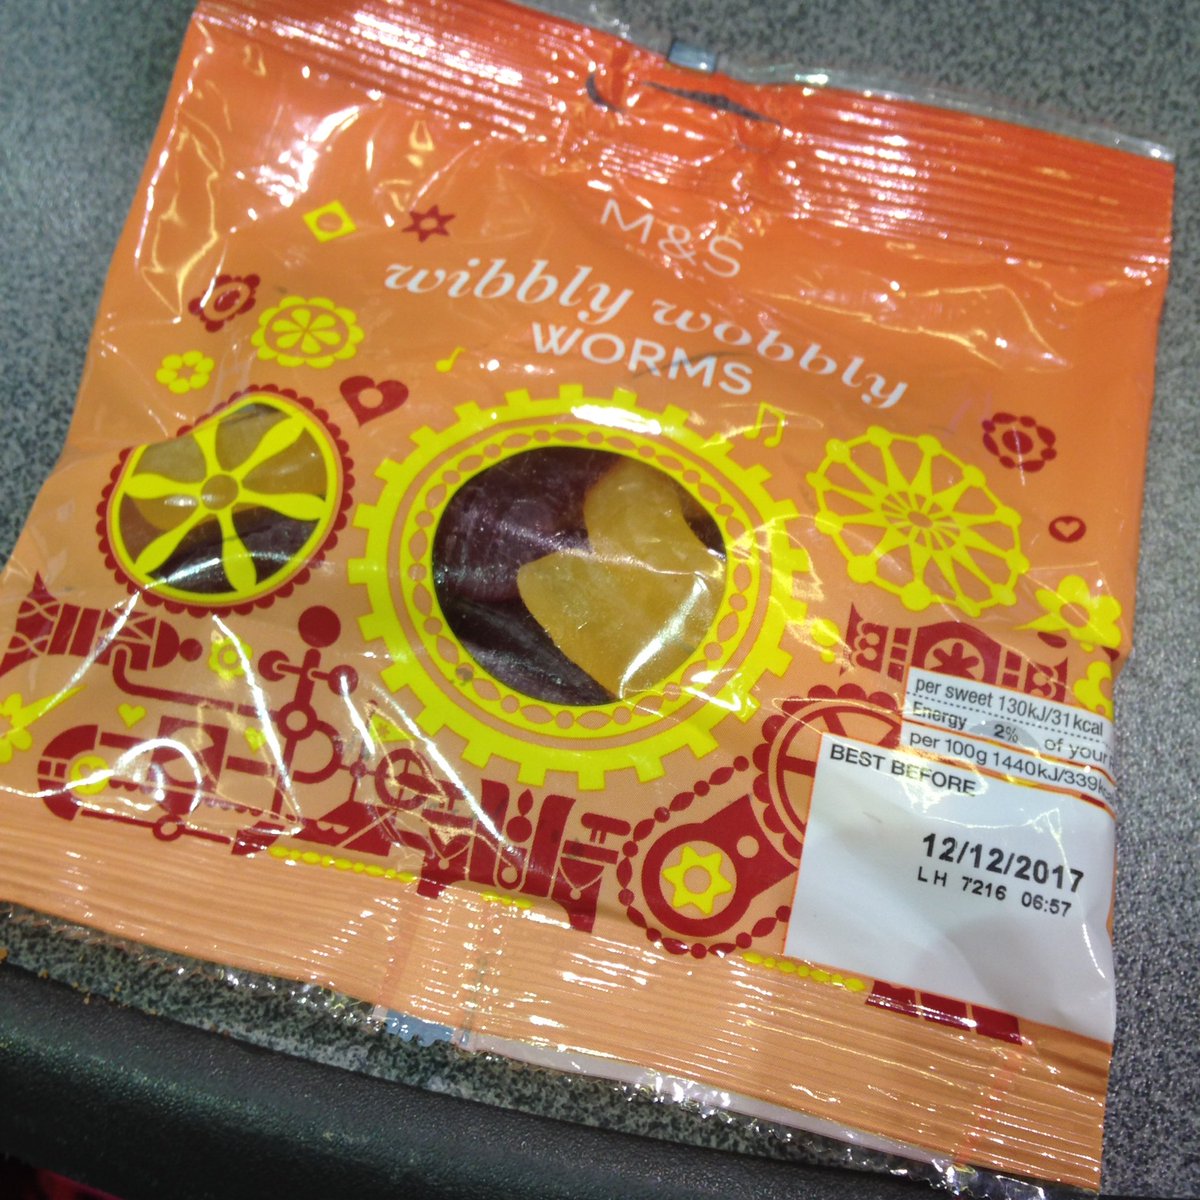 M&S
wibbly wobbly
WORMS
per sweet 130kJ/31kcal
Energy 2% of your
per 100g 1440kJ/339k
BEST BEFORE
12/12/2017
LH 7216 06:57